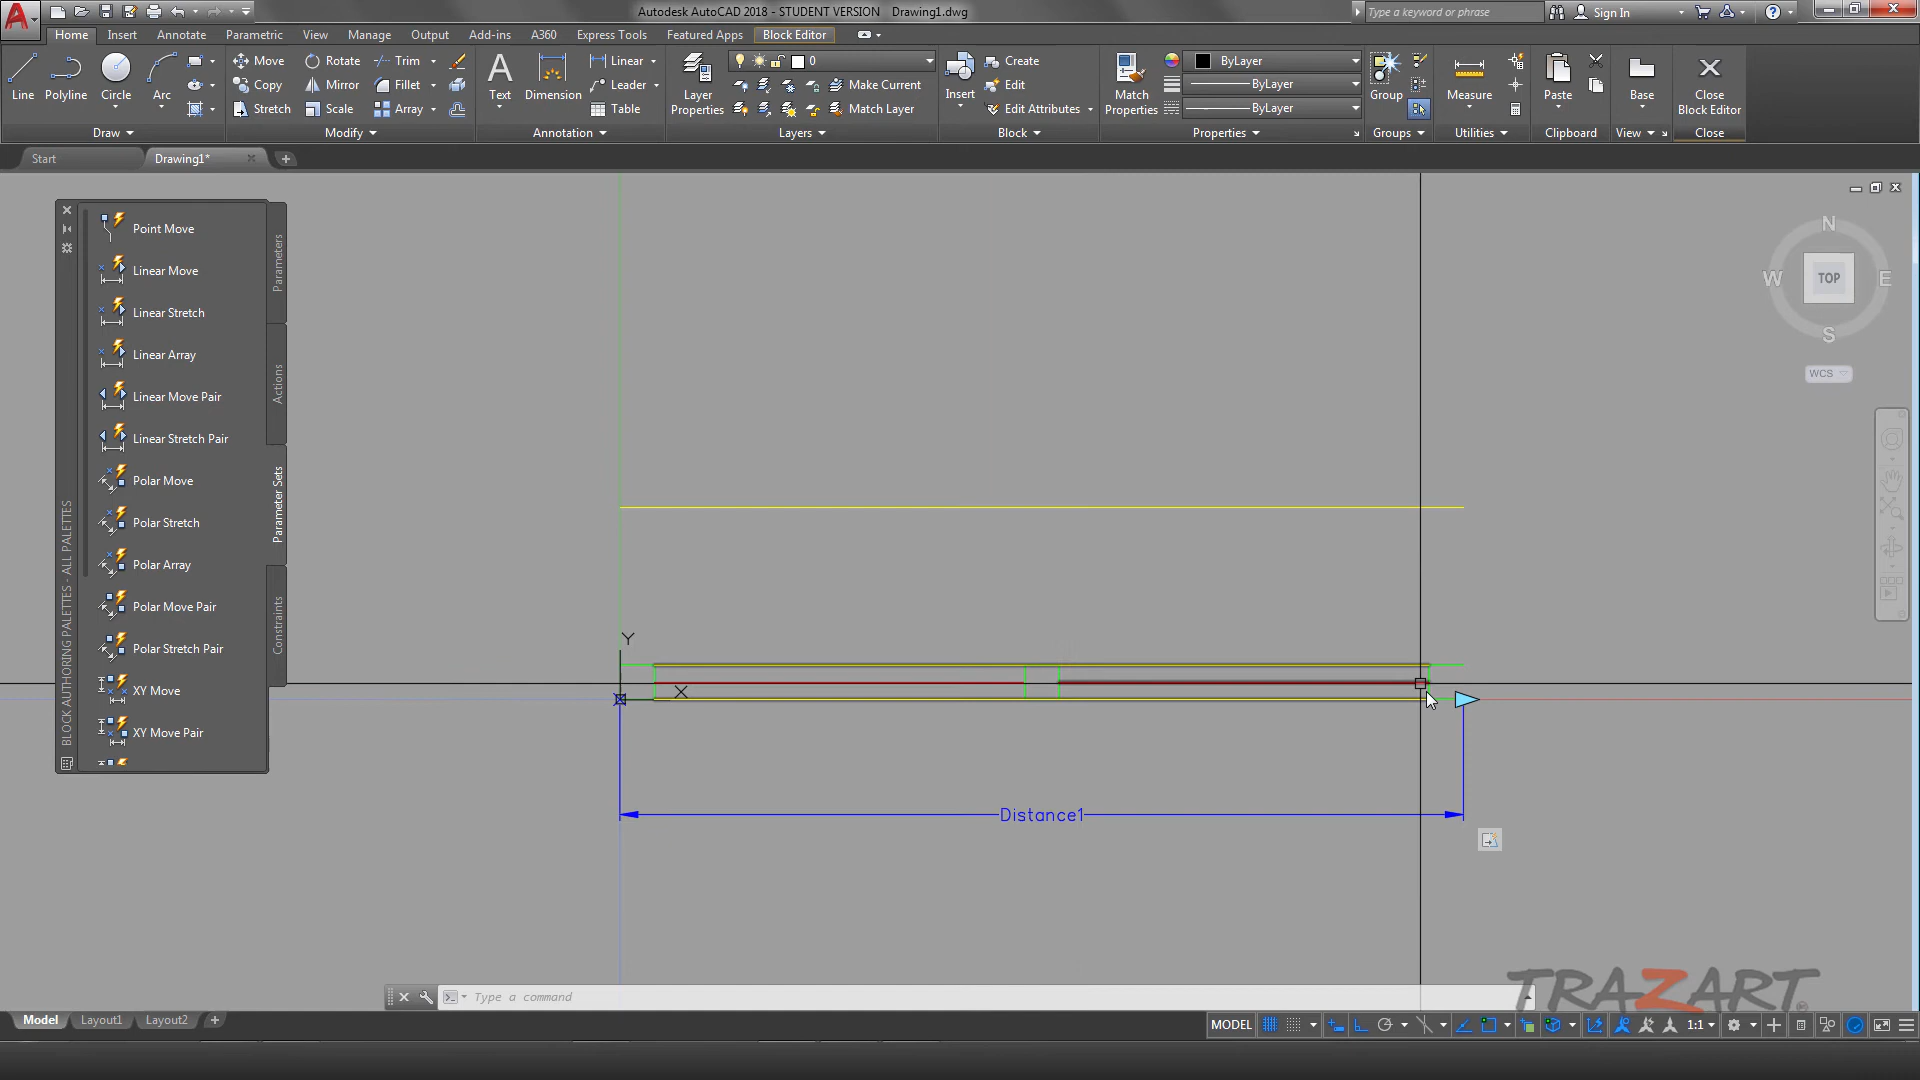 Autodesk AutoCAD 2018 - STUDENT VERSION Drawing1.dwg
Type a keyword or phrase
Sign In
Home Insert Annotate Parametric View Manage Output Add-ins A360 Express Tools Featured Apps Block Editor
Line
Polyline
Circle
Arc
Draw
Move
Copy
Stretch
Rotate
Mirror
Scale
Trim
Fillet
Array
Modify
Text
Dimension
Linear
Leader
Table
Annotation
Layer
Properties
0
Make Current
Match Layer
Layers
Insert
Create
Edit
Edit Attributes
Block
Match
Properties
ByLayer
ByLayer
ByLayer
Properties
Group
Groups
Measure
Utilities
Paste
Clipboard
Base
View
Close
Block Editor
Close
Start
Drawing1*
Point Move
Linear Move
Linear Stretch
Linear Array
Linear Move Pair
Linear Stretch Pair
Polar Move
Polar Stretch
Polar Array
Polar Move Pair
Polar Stretch Pair
XY Move
XY Move Pair
Parameters
Actions
Parameter Sets
Constraints
BLOCK AUTHORING PALETTES - ALL PALETTES
N
W
TOP
E
S
WCS
Y
X
Distance1
TRAZART
Type a command
Model Layout1 Layout2
MODEL
1:1